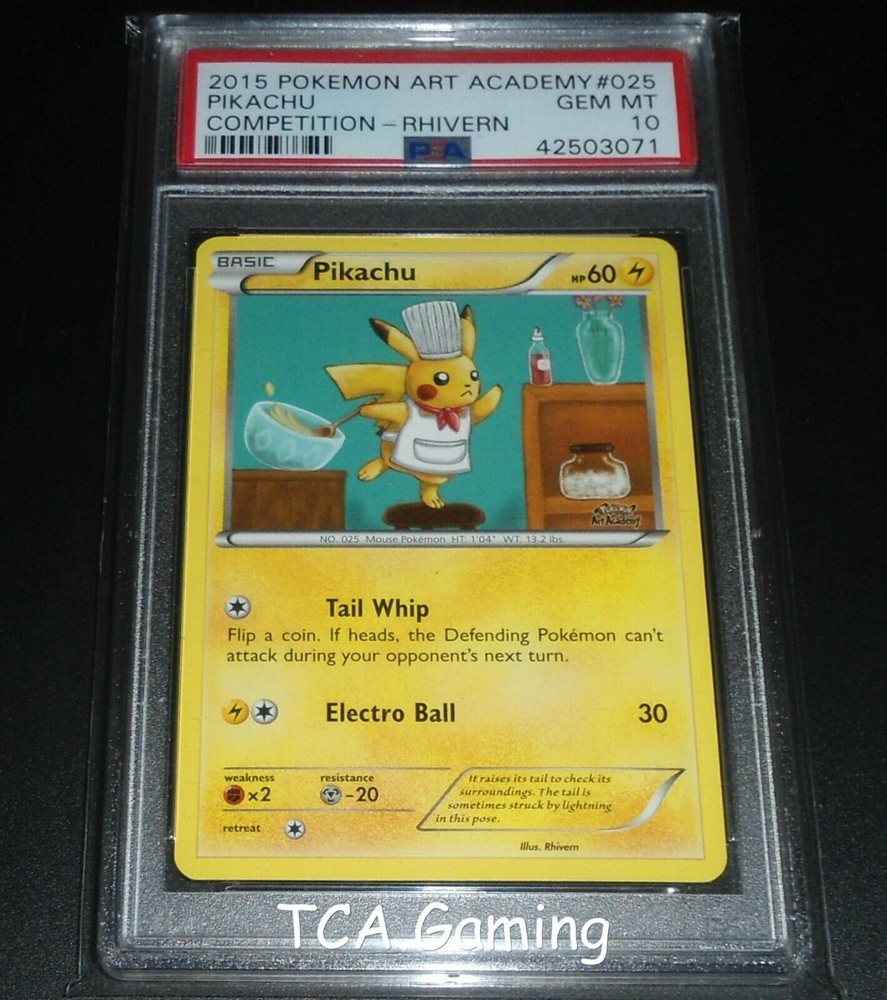 2015 POKEMON ART ACADEMY #025
PIKACHU GEM MT
COMPETITION - RHIVERN 10
PSA 42503071
BASIC Pikachu HP 60
Pokémon
Art Academy
NO. 025 Mouse Pokémon HT: 1'04" WT: 13.2 lbs.
Tail Whip
Flip a coin. If heads, the Defending Pokémon can't
attack during your opponent's next turn.
Electro Ball 30
weakness resistance
×2 -20
retreat
It raises its tail to check its
surroundings. The tail is
sometimes struck by lightning
in this pose.
Illus. Rhivern
TCA Gaming